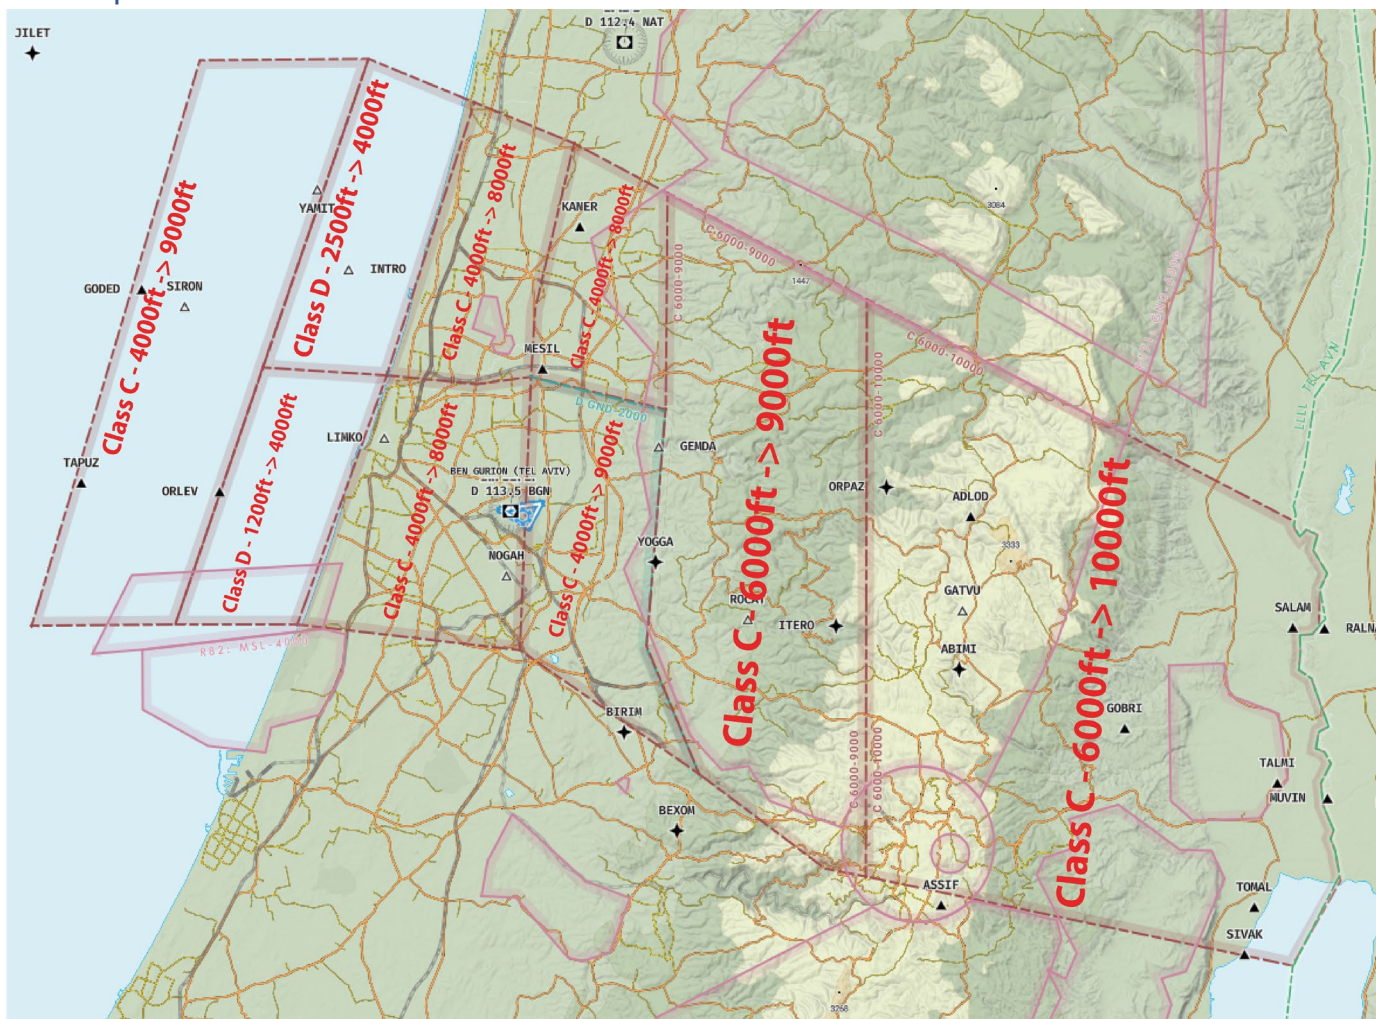 D 112.4 NAT
JILET
3084
YAMIT
KANER
INTRO
GODED
SIRON
1447
Class C - 4000ft -> 9000ft
Class D - 2500ft -> 4000ft
Class C - 4000ft -> 8000ft
Class C - 4000ft -> 8000ft
C 6000-9000
C 6000-9000
C 6000-10000
C 6000-10000
LLLL TEL AVIV
MESIL
D GND-2000
LIMKO
GEMDA
TAPUZ
ORLEV
BEN GURION (TEL AVIV)
D 113.5 BGN
ORPAZ
ADLOD
3333
NOGAH
YOGGA
GATVU
Class D - 1200ft -> 4000ft
Class C - 4000ft -> 8000ft
Class C - 4000ft -> 9000ft
Class C - 6000ft -> 9000ft
Class C - 6000ft -> 10000ft
ITERO
SALAM
R82: MSL-4000
ABIMI
BIRIM
GOBRI
C 6000-9000
C 6000-10000
TALMI
MUVIN
BEXOM
ASSIF
TOMAL
SIVAK
3268